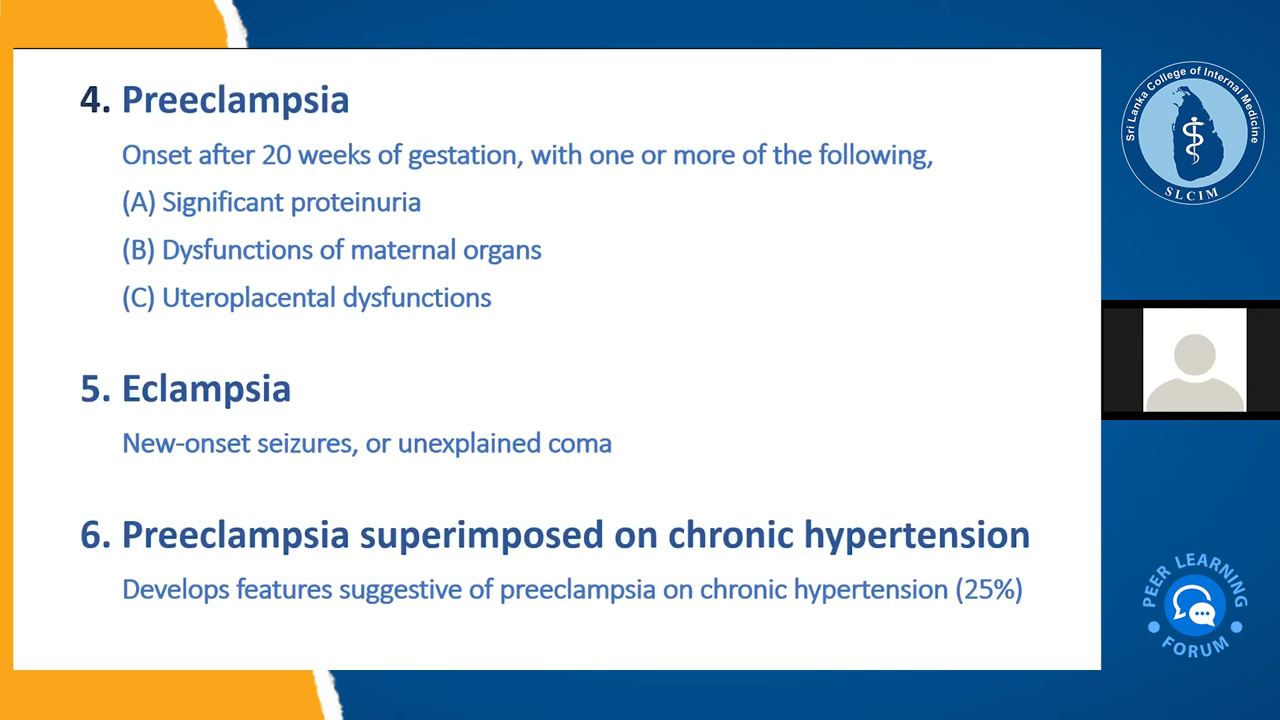 4. Preeclampsia
Onset after 20 weeks of gestation, with one or more of the following,
(A) Significant proteinuria
(B) Dysfunctions of maternal organs
(C) Uteroplacental dysfunctions
5. Eclampsia
New-onset seizures, or unexplained coma
6. Preeclampsia superimposed on chronic hypertension
Develops features suggestive of preeclampsia on chronic hypertension (25%)
Sri Lanka College of Internal Medicine
SLCIM
PEER LEARNING
FORUM